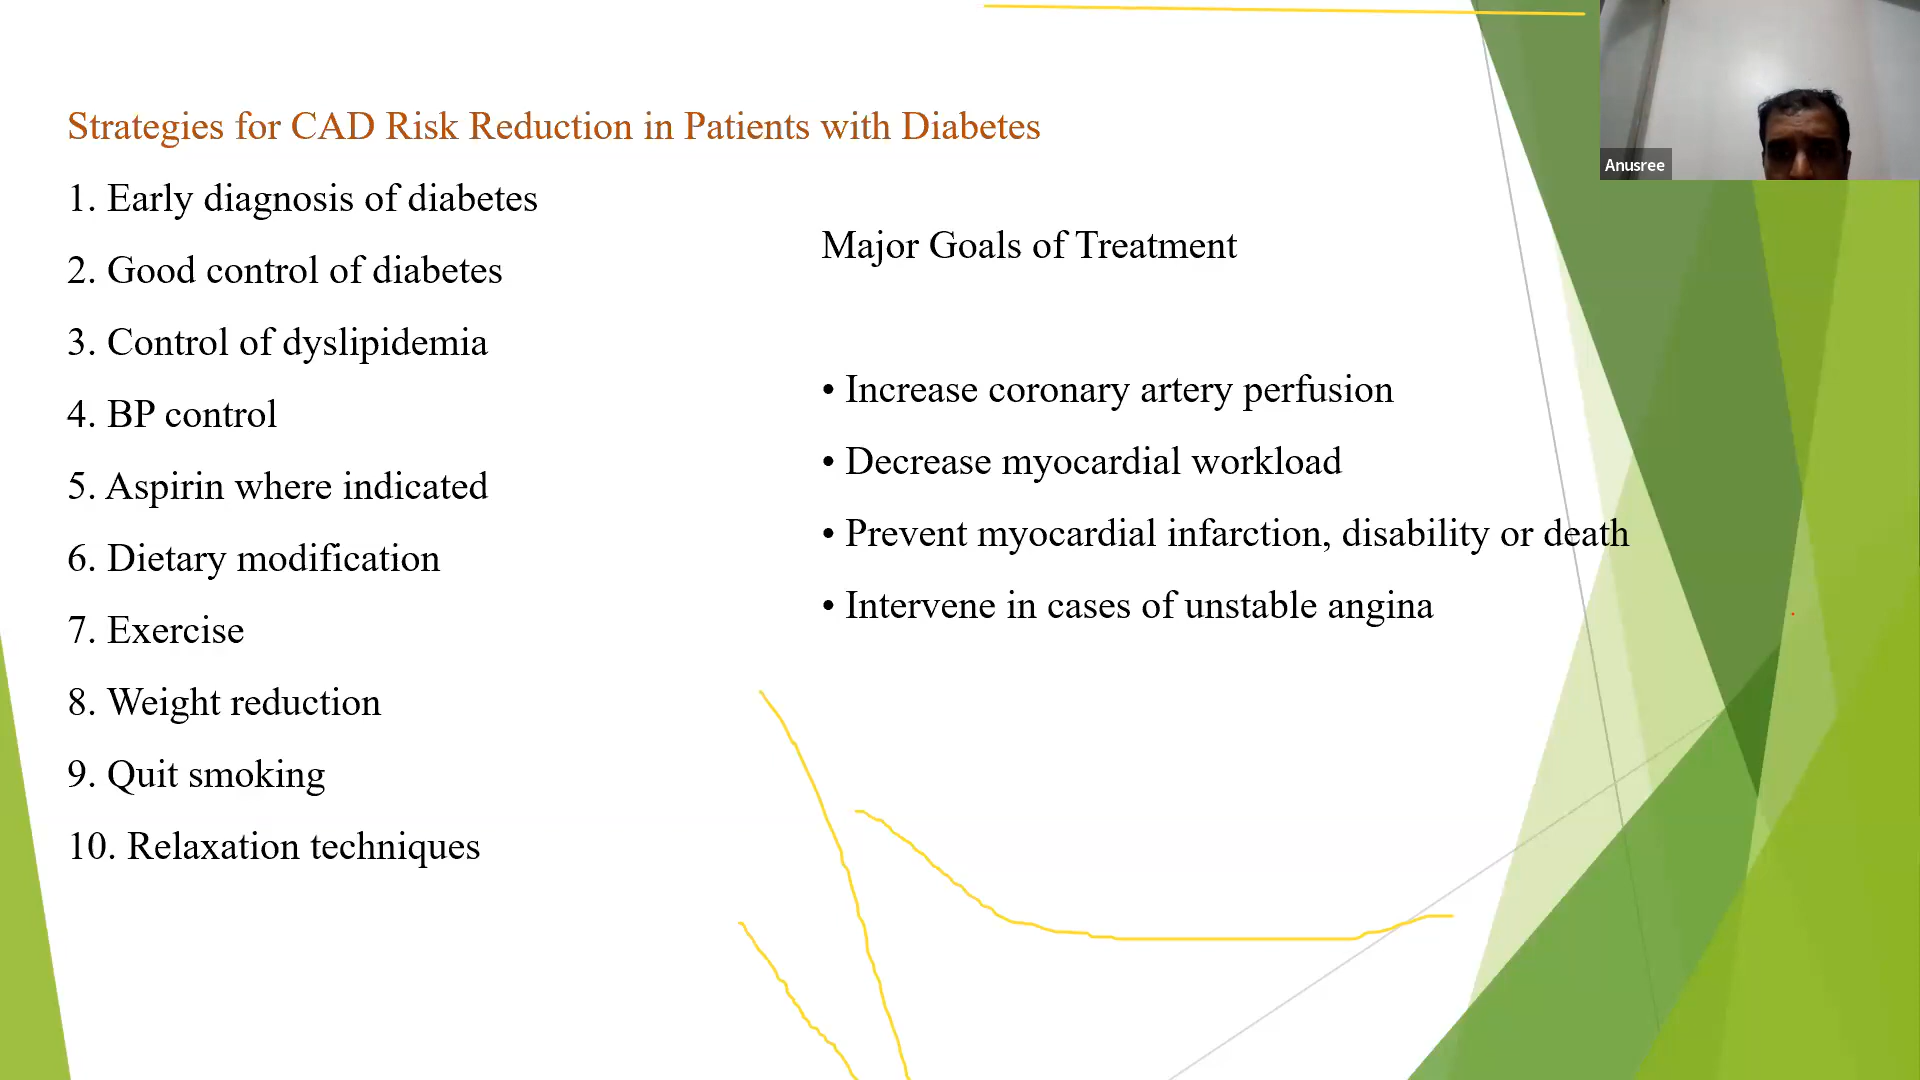 Strategies for CAD Risk Reduction in Patients with Diabetes
1. Early diagnosis of diabetes
2. Good control of diabetes
3. Control of dyslipidemia
4. BP control
5. Aspirin where indicated
6. Dietary modification
7. Exercise
8. Weight reduction
9. Quit smoking
10. Relaxation techniques
Major Goals of Treatment
• Increase coronary artery perfusion
• Decrease myocardial workload
• Prevent myocardial infarction, disability or death
• Intervene in cases of unstable angina
Anusree